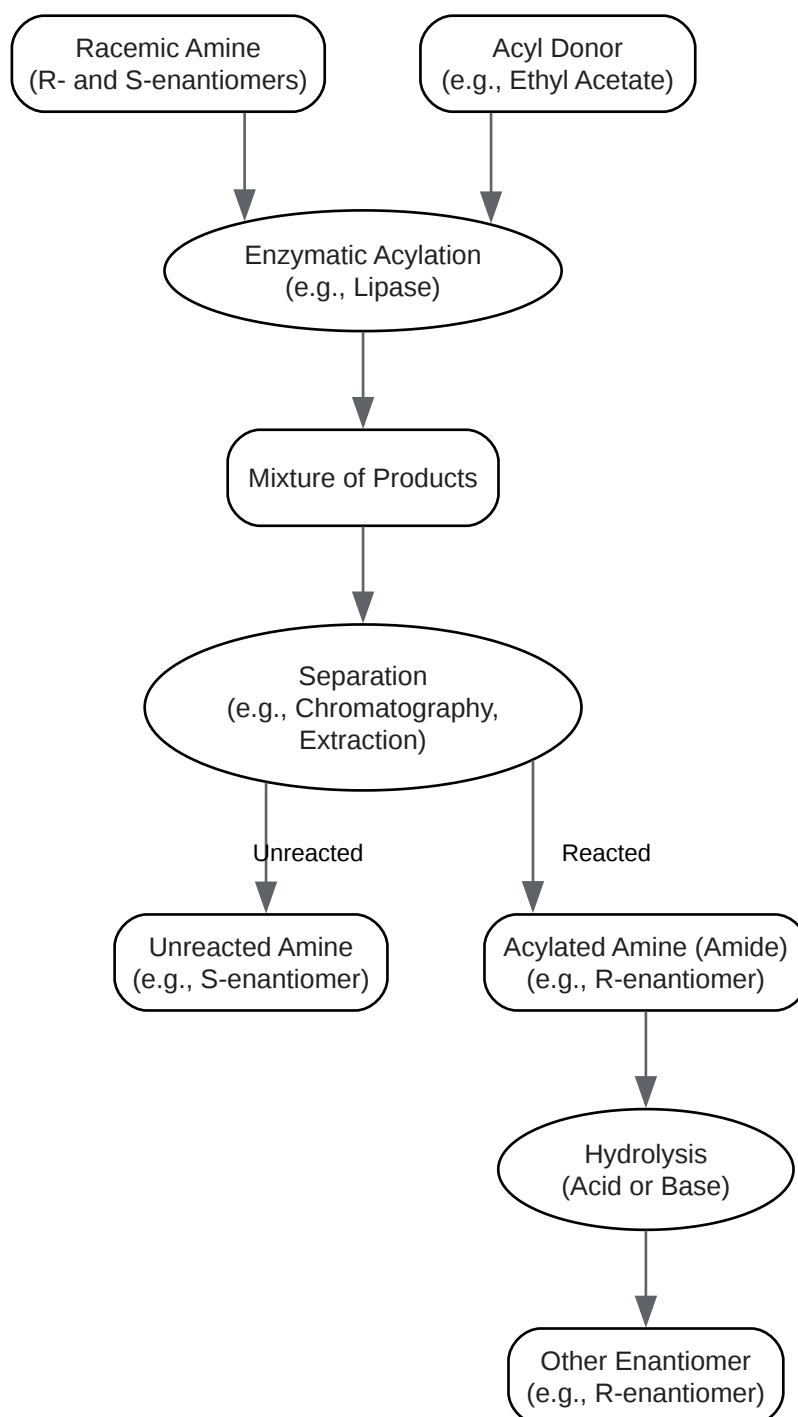 Racemic Amine
(R- and S-enantiomers)
Acyl Donor
(e.g., Ethyl Acetate)
Enzymatic Acylation
(e.g., Lipase)
Mixture of Products
Separation
(e.g., Chromatography,
Extraction)
Unreacted
Reacted
Unreacted Amine
(e.g., S-enantiomer)
Acylated Amine (Amide)
(e.g., R-enantiomer)
Hydrolysis
(Acid or Base)
Other Enantiomer
(e.g., R-enantiomer)